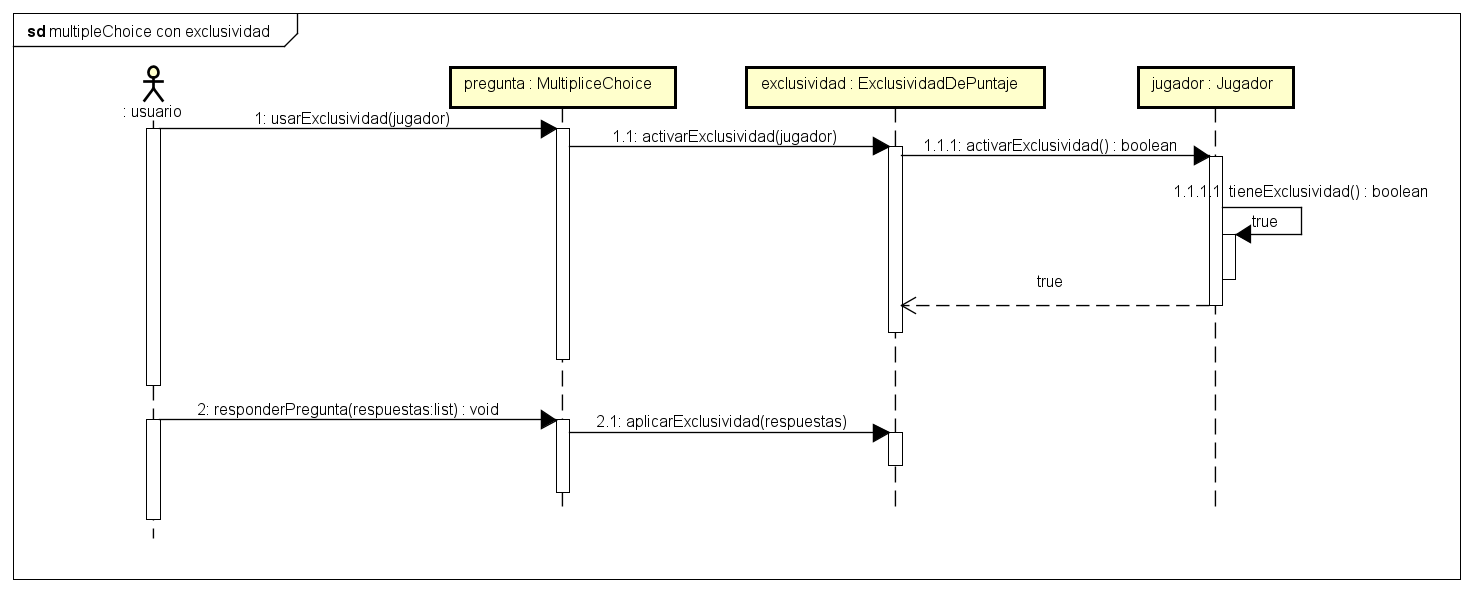 sd multipleChoice con exclusividad
: usuario
pregunta : MultipliceChoice
exclusividad : ExclusividadDePuntaje
jugador : Jugador
1: usarExclusividad(jugador)
1.1: activarExclusividad(jugador)
1.1.1: activarExclusividad() : boolean
1.1.1.1: tieneExclusividad() : boolean
true
true
2: responderPregunta(respuestas:list) : void
2.1: aplicarExclusividad(respuestas)